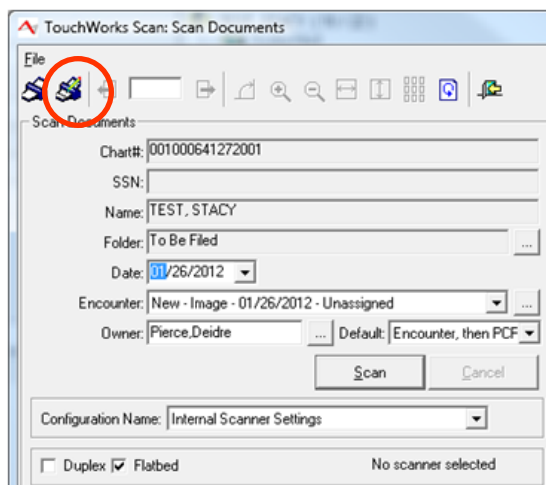 TouchWorks Scan: Scan Documents
File
Scan Documents
Chart#: 001000641272001
SSN:
Name: TEST, STACY
Folder: To Be Filed ...
Date: 01/26/2012
Encounter: New - Image - 01/26/2012 - Unassigned ...
Owner: Pierce,Deidre ... Default: Encounter, then PCF
Scan Cancel
Configuration Name: Internal Scanner Settings
Duplex Flatbed No scanner selected